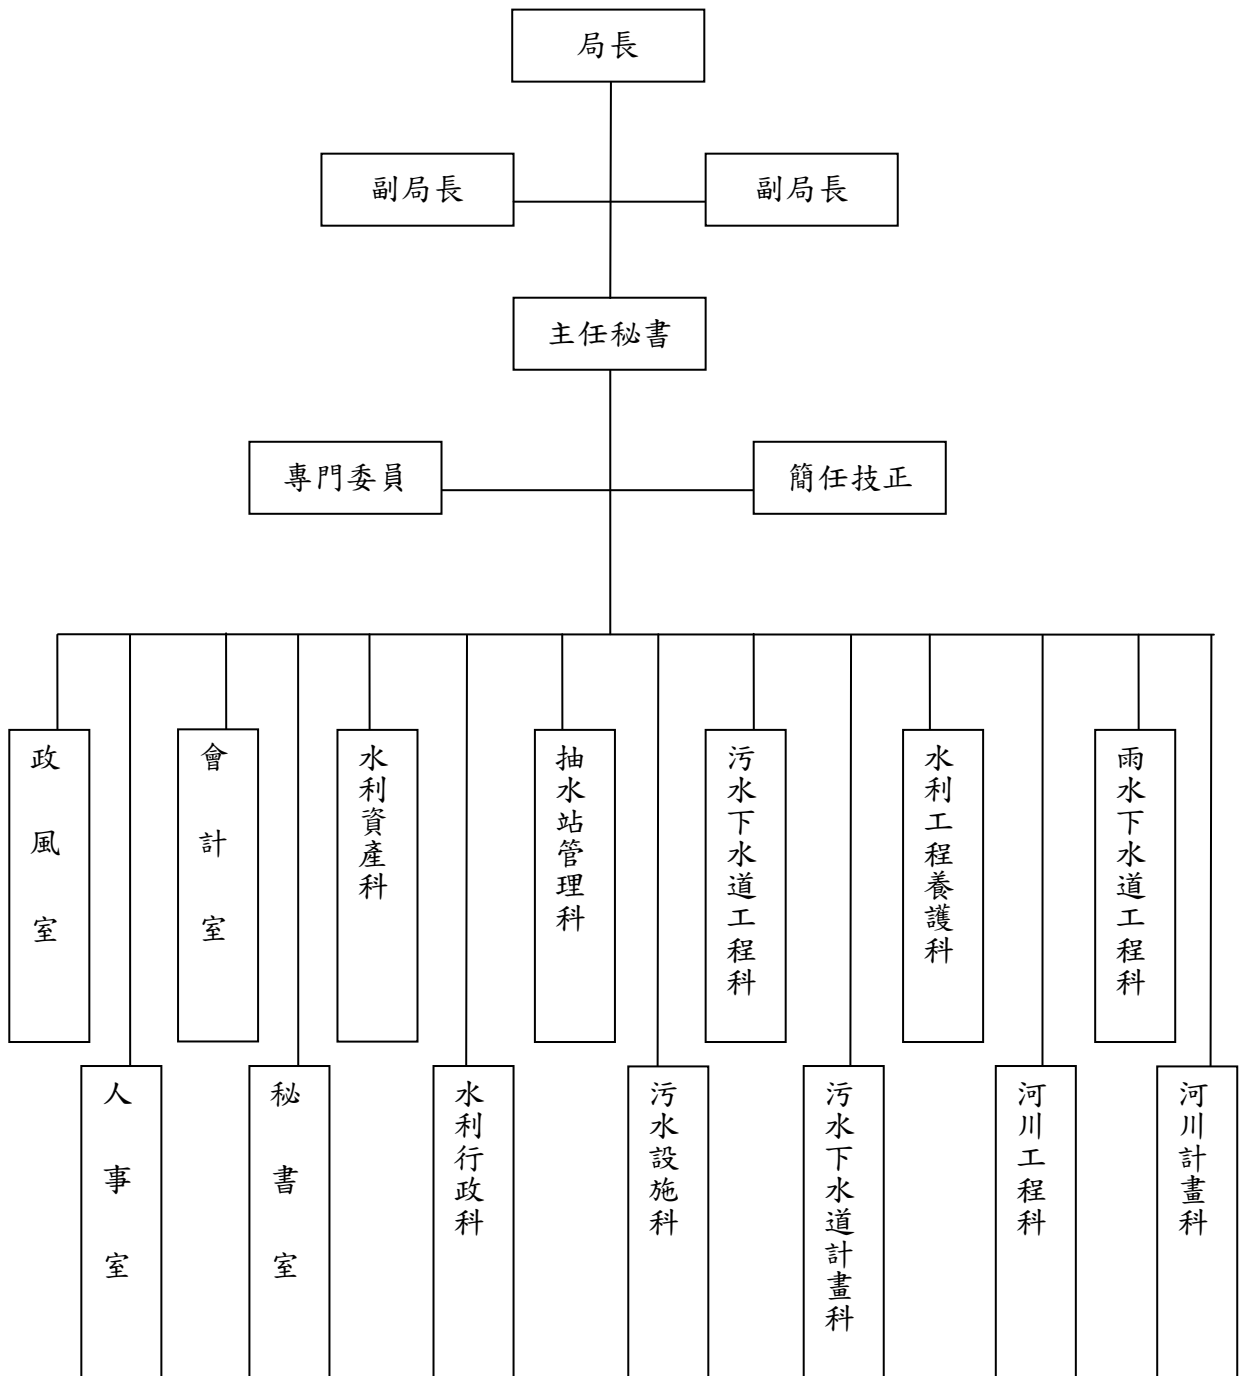 局長
副局長
副局長
主任秘書
專門委員
簡任技正
政風室
會計室
水利資產科
抽水站管理科
污水下水道工程科
水利工程養護科
雨水下水道工程科
人事室
秘書室
水利行政科
污水設施科
污水下水道計畫科
河川工程科
河川計畫科